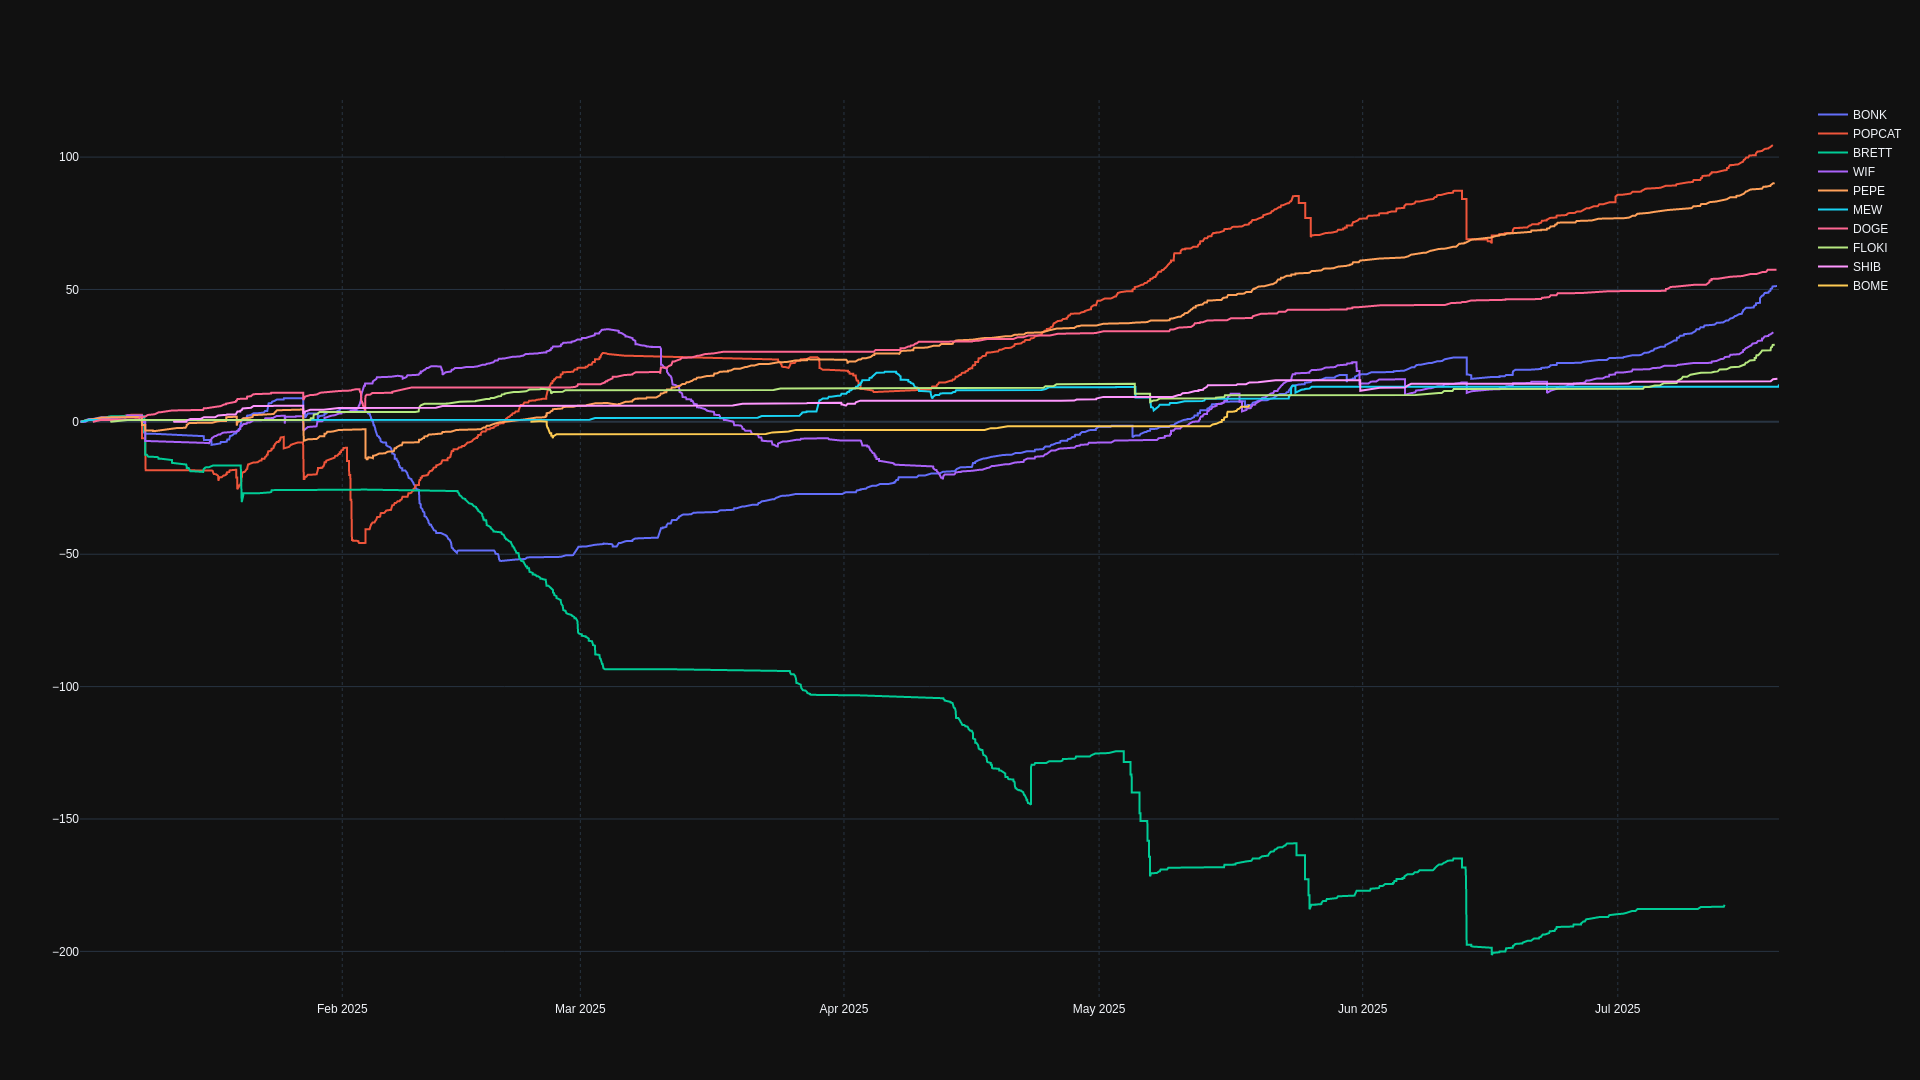 100
50
0
−50
−100
−150
−200
Feb 2025
Mar 2025
Apr 2025
May 2025
Jun 2025
Jul 2025
BONK
POPCAT
BRETT
WIF
PEPE
MEW
DOGE
FLOKI
SHIB
BOME